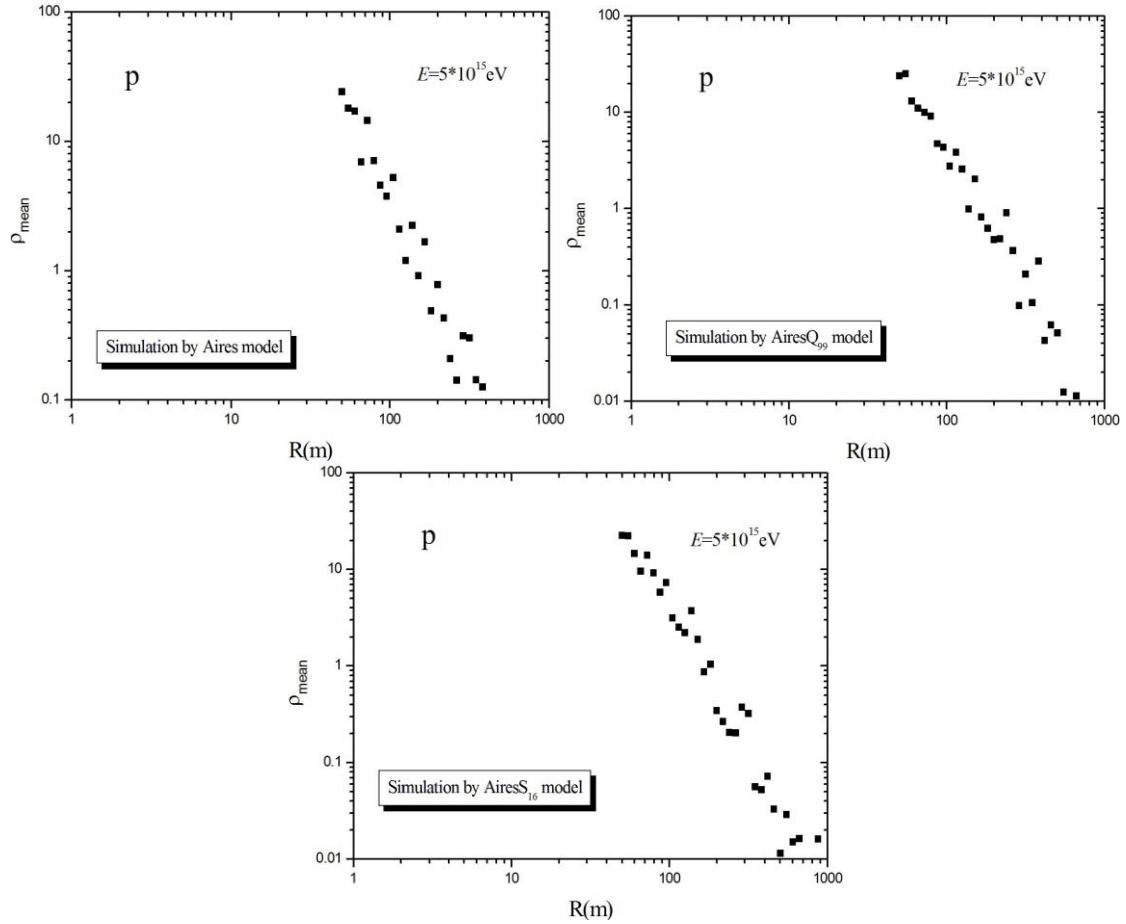 100
10
1
0.1
ρmean
p
E=5*10^15eV
Simulation by Aires model
1 10 100 1000
R(m)
100
10
1
0.1
0.01
ρmean
p
E=5*10^15eV
Simulation by AiresQ99 model
1 10 100 1000
R(m)
100
10
1
0.1
0.01
ρmean
p
E=5*10^15eV
Simulation by AiresS16 model
1 10 100 1000
R(m)